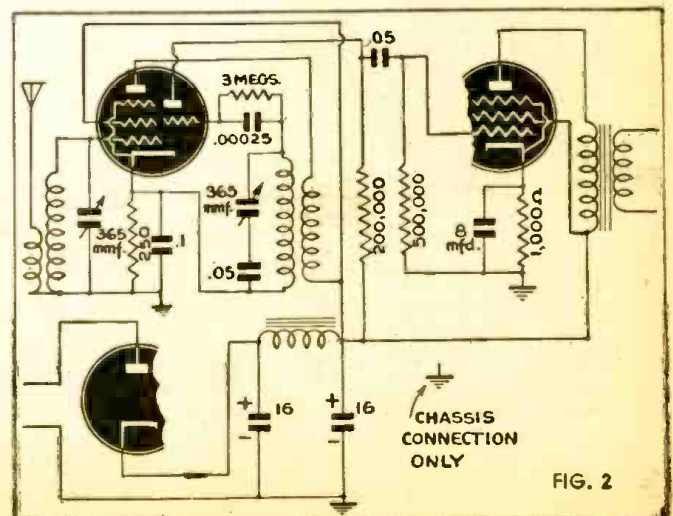 .05
3 MEGS.
.00025
365
mmf.
250
.1
365
mmf.
.05
200,000
500,000
8
mfd.
1,000Ω
+
16
-
+
16
-
CHASSIS
CONNECTION
ONLY
FIG. 2